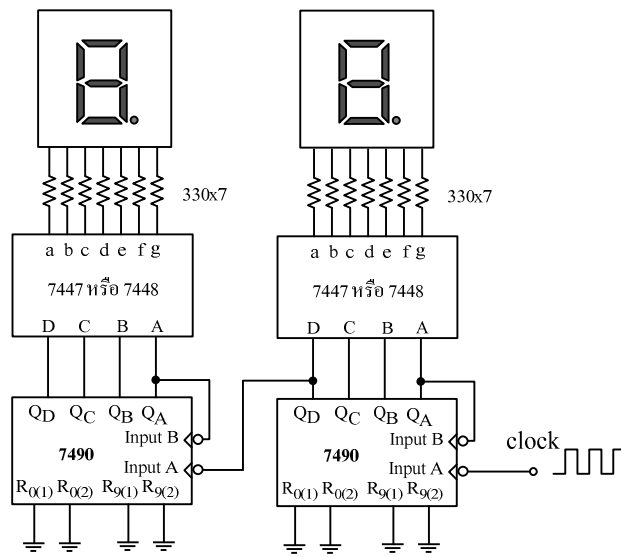 330x7
330x7
a b c d e f g
a b c d e f g
7447 หรือ 7448
7447 หรือ 7448
D C B A
D C B A
QD QC QB QA
QD QC QB QA
Input B
Input B
clock
7490
7490
Input A
Input A
R0(1) R0(2) R9(1) R9(2)
R0(1) R0(2) R9(1) R9(2)